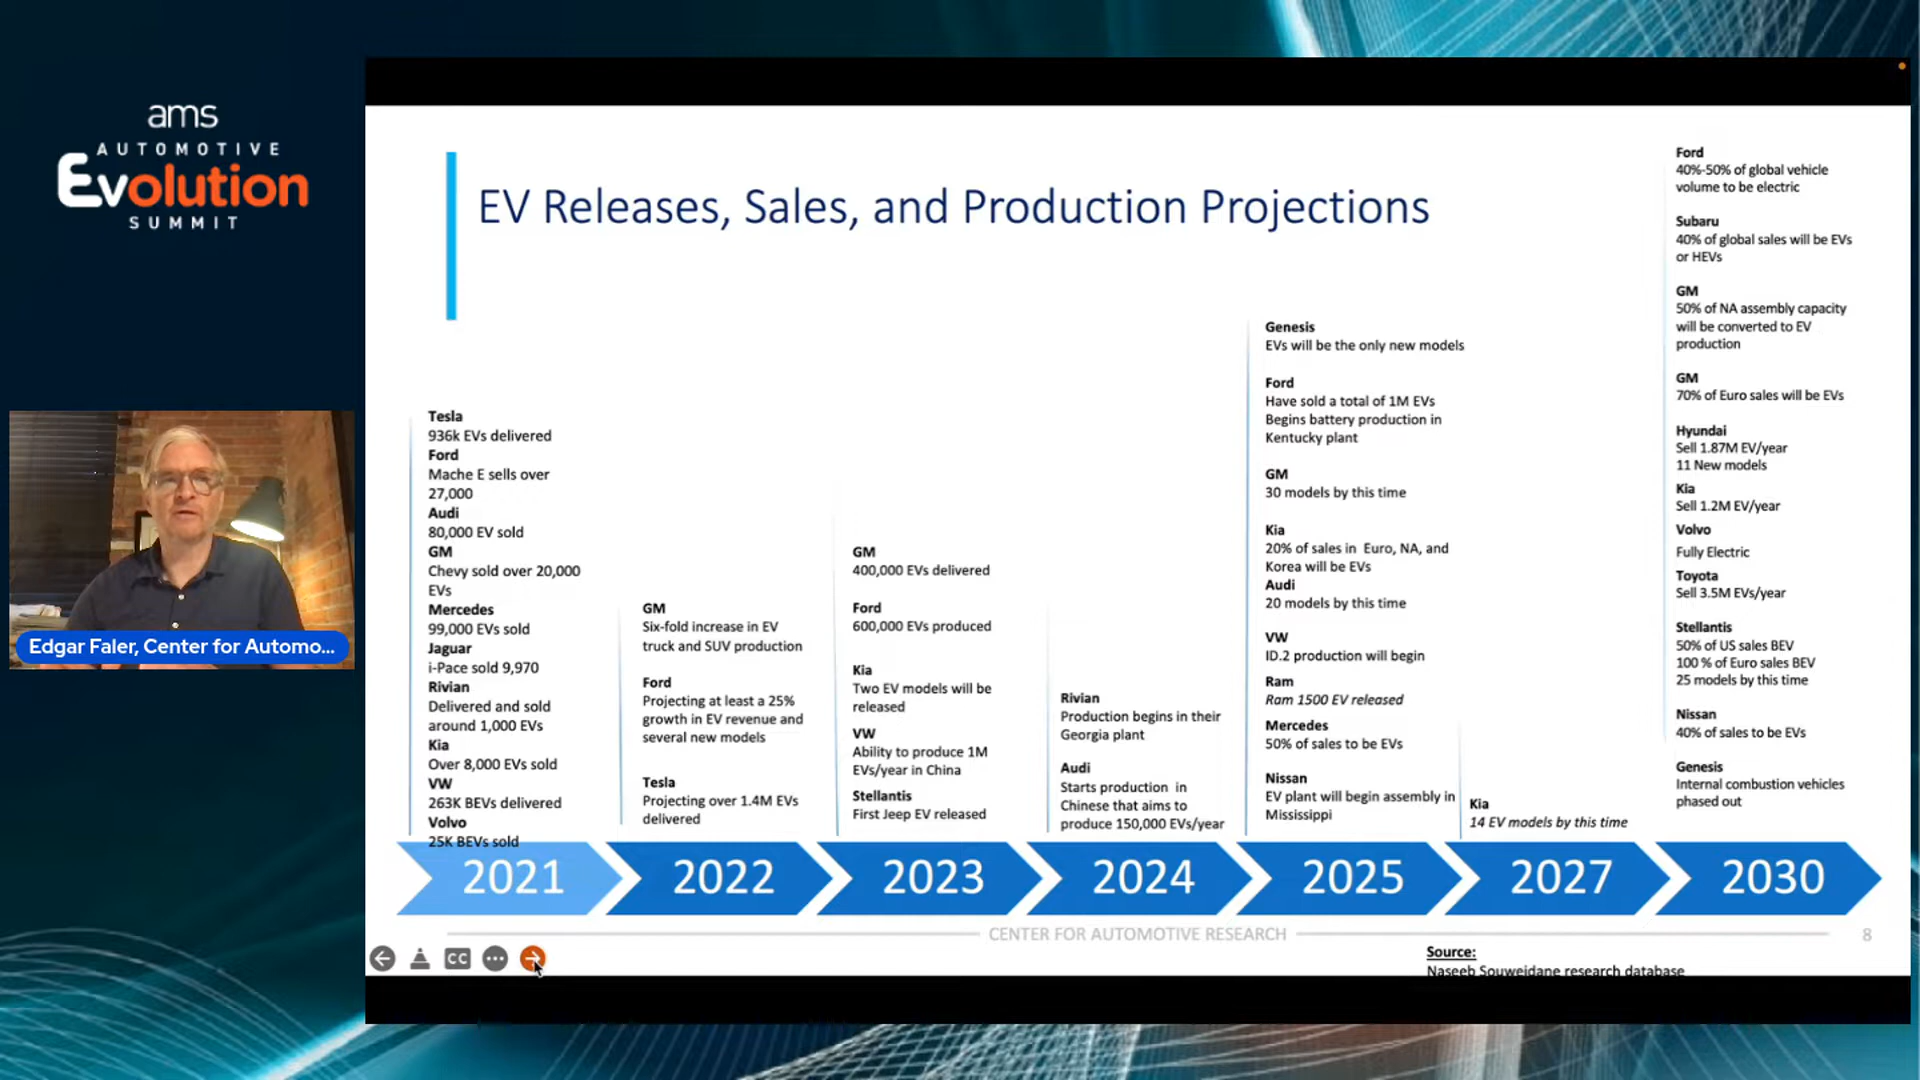 ams
AUTOMOTIVE
Evolution
SUMMIT
Edgar Faler, Center for Automo...
EV Releases, Sales, and Production Projections
Tesla
936k EVs delivered
Ford
Mache E sells over
27,000
Audi
80,000 EV sold
GM
Chevy sold over 20,000
EVs
Mercedes
99,000 EVs sold
Jaguar
i-Pace sold 9,970
Rivian
Delivered and sold
around 1,000 EVs
Kia
Over 8,000 EVs sold
VW
263K BEVs delivered
Volvo
25K BEVs sold
2021
GM
Six-fold increase in EV
truck and SUV production
Ford
Projecting at least a 25%
growth in EV revenue and
several new models
Tesla
Projecting over 1.4M EVs
delivered
2022
GM
400,000 EVs delivered
Ford
600,000 EVs produced
Kia
Two EV models will be
released
VW
Ability to produce 1M
EVs/year in China
Stellantis
First Jeep EV released
2023
Rivian
Production begins in their
Georgia plant
Audi
Starts production in
Chinese that aims to
produce 150,000 EVs/year
2024
Genesis
EVs will be the only new models
Ford
Have sold a total of 1M EVs
Begins battery production in
Kentucky plant
GM
30 models by this time
Kia
20% of sales in Euro, NA, and
Korea will be EVs
Audi
20 models by this time
VW
ID.2 production will begin
Ram
Ram 1500 EV released
Mercedes
50% of sales to be EVs
Nissan
EV plant will begin assembly in
Mississippi
2025
Kia
14 EV models by this time
2027
Ford
40%-50% of global vehicle
volume to be electric
Subaru
40% of global sales will be EVs
or HEVs
GM
50% of NA assembly capacity
will be converted to EV
production
GM
70% of Euro sales will be EVs
Hyundai
Sell 1.87M EV/year
11 New models
Kia
Sell 1.2M EV/year
Volvo
Fully Electric
Toyota
Sell 3.5M EVs/year
Stellantis
50% of US sales BEV
100 % of Euro sales BEV
25 models by this time
Nissan
40% of sales to be EVs
Genesis
Internal combustion vehicles
phased out
2030
CENTER FOR AUTOMOTIVE RESEARCH
8
CC
Source:
Naseeb Souweidane research database